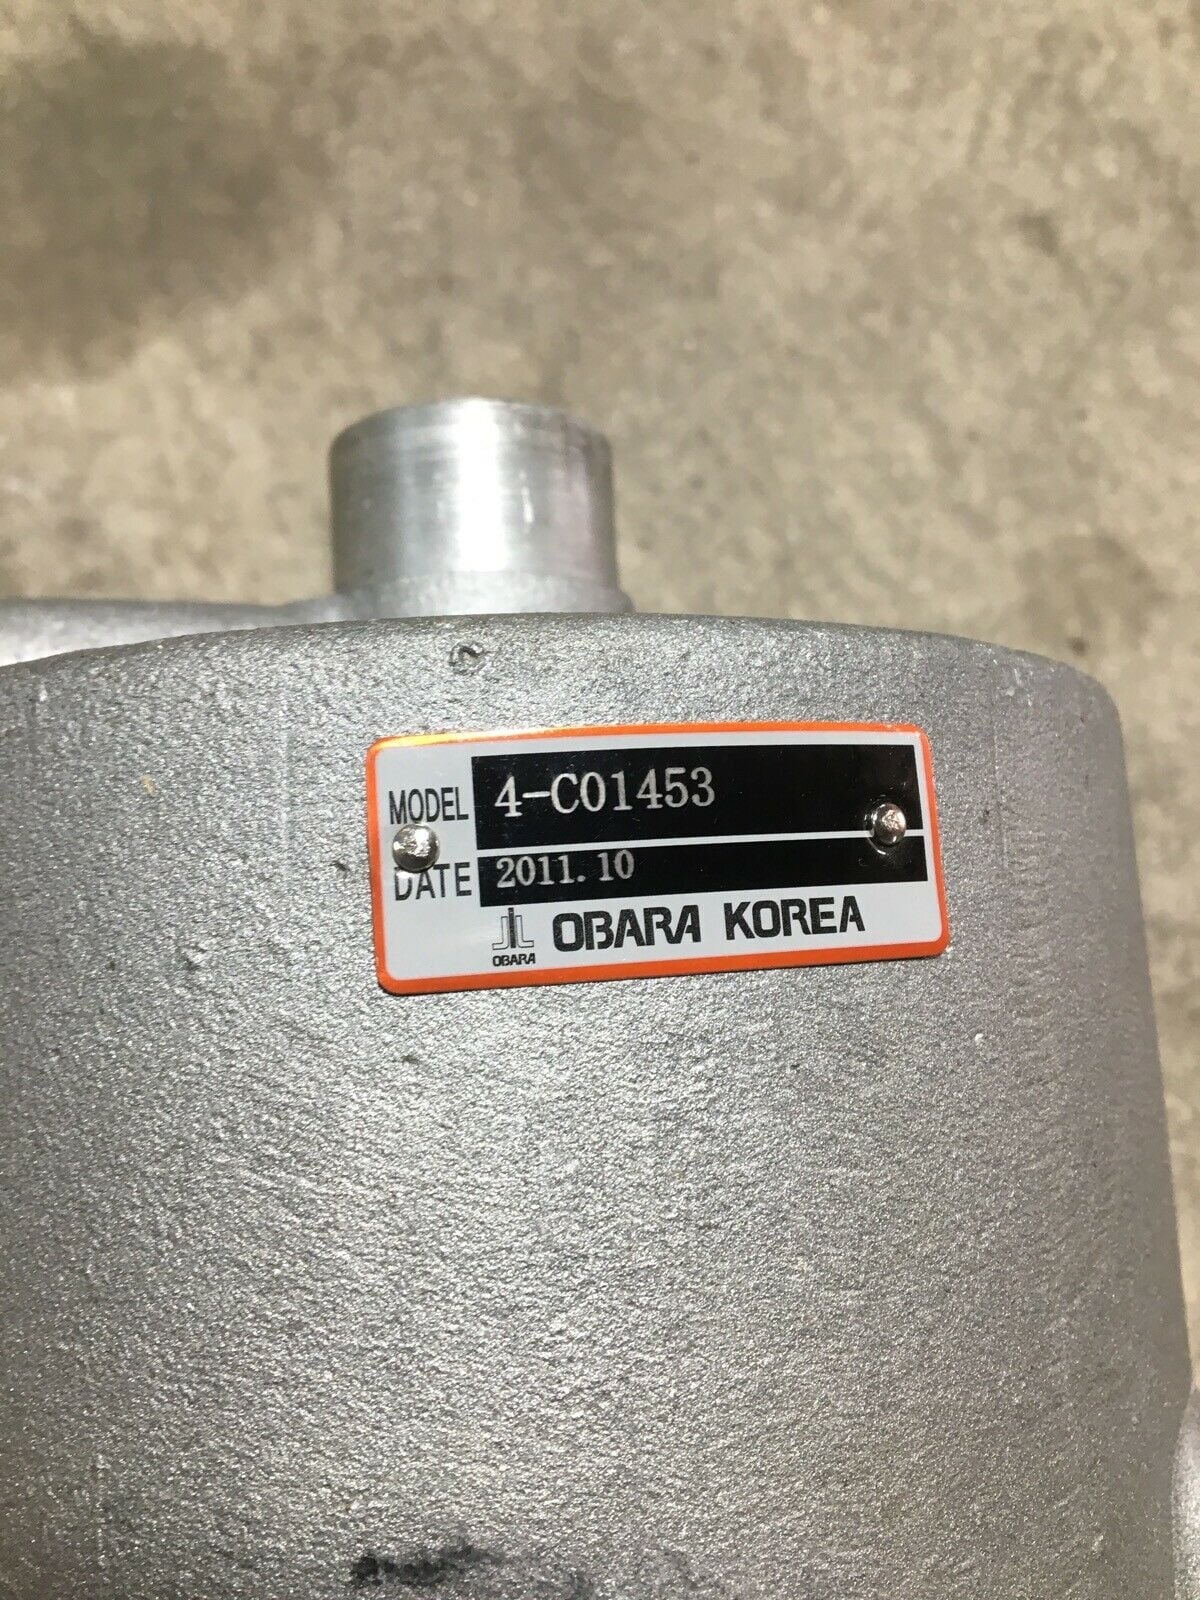 MODEL 4-C01453
DATE 2011.10
OBARA OBARA KOREA